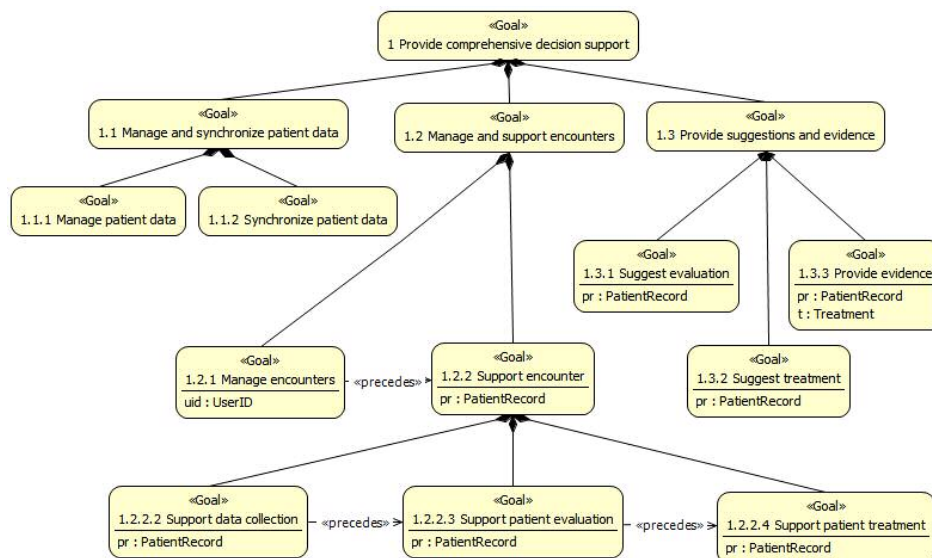 «Goal»
1 Provide comprehensive decision support
«Goal»
1.1 Manage and synchronize patient data
«Goal»
1.2 Manage and support encounters
«Goal»
1.3 Provide suggestions and evidence
«Goal»
1.1.1 Manage patient data
«Goal»
1.1.2 Synchronize patient data
«Goal»
1.3.1 Suggest evaluation
pr : PatientRecord
«Goal»
1.3.3 Provide evidence
pr : PatientRecord
t : Treatment
«Goal»
1.2.1 Manage encounters
uid : UserID
«precedes»
«Goal»
1.2.2 Support encounter
pr : PatientRecord
«Goal»
1.3.2 Suggest treatment
pr : PatientRecord
«Goal»
1.2.2.2 Support data collection
pr : PatientRecord
«precedes»
«Goal»
1.2.2.3 Support patient evaluation
pr : PatientRecord
«precedes»
«Goal»
1.2.2.4 Support patient treatment
pr : PatientRecord